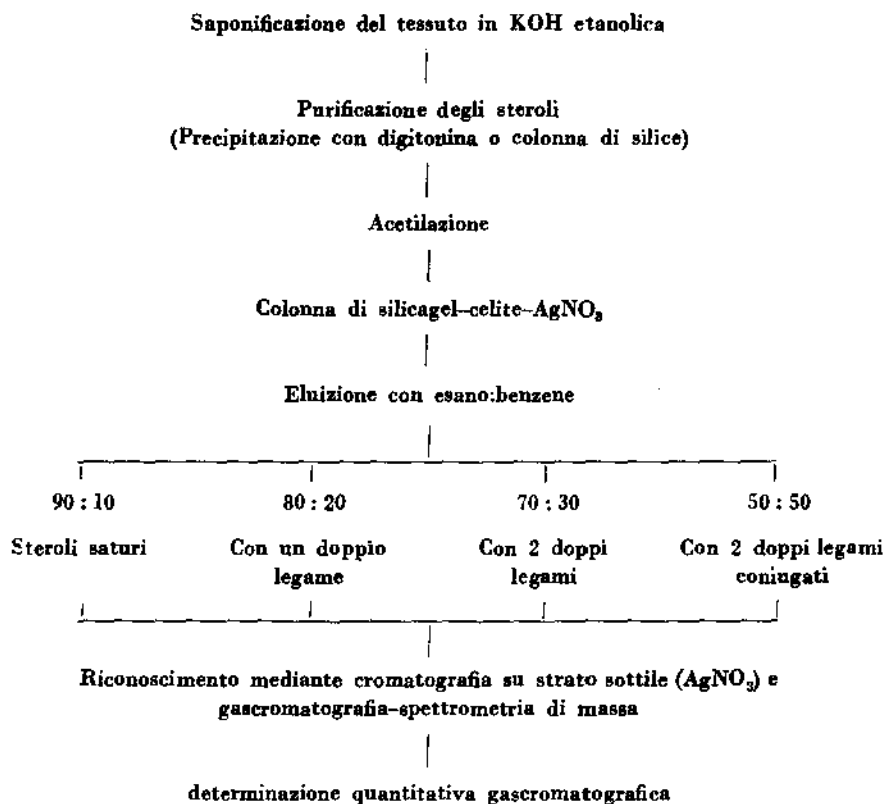 Saponificazione del tessuto in KOH etanolica
Purificazione degli steroli
(Precipitazione con digitonina o colonna di silice)
Acetilazione
Colonna di silicagel–celite–AgNO₃
Eluizione con esano:benzene
90 : 10 80 : 20 70 : 30 50 : 50
Steroli saturi Con un doppio Con 2 doppi Con 2 doppi legami
legame legami coniugati
Riconoscimento mediante cromatografia su strato sottile (AgNO₃) e
gascromatografia-spettrometria di massa
determinazione quantitativa gascromatografica